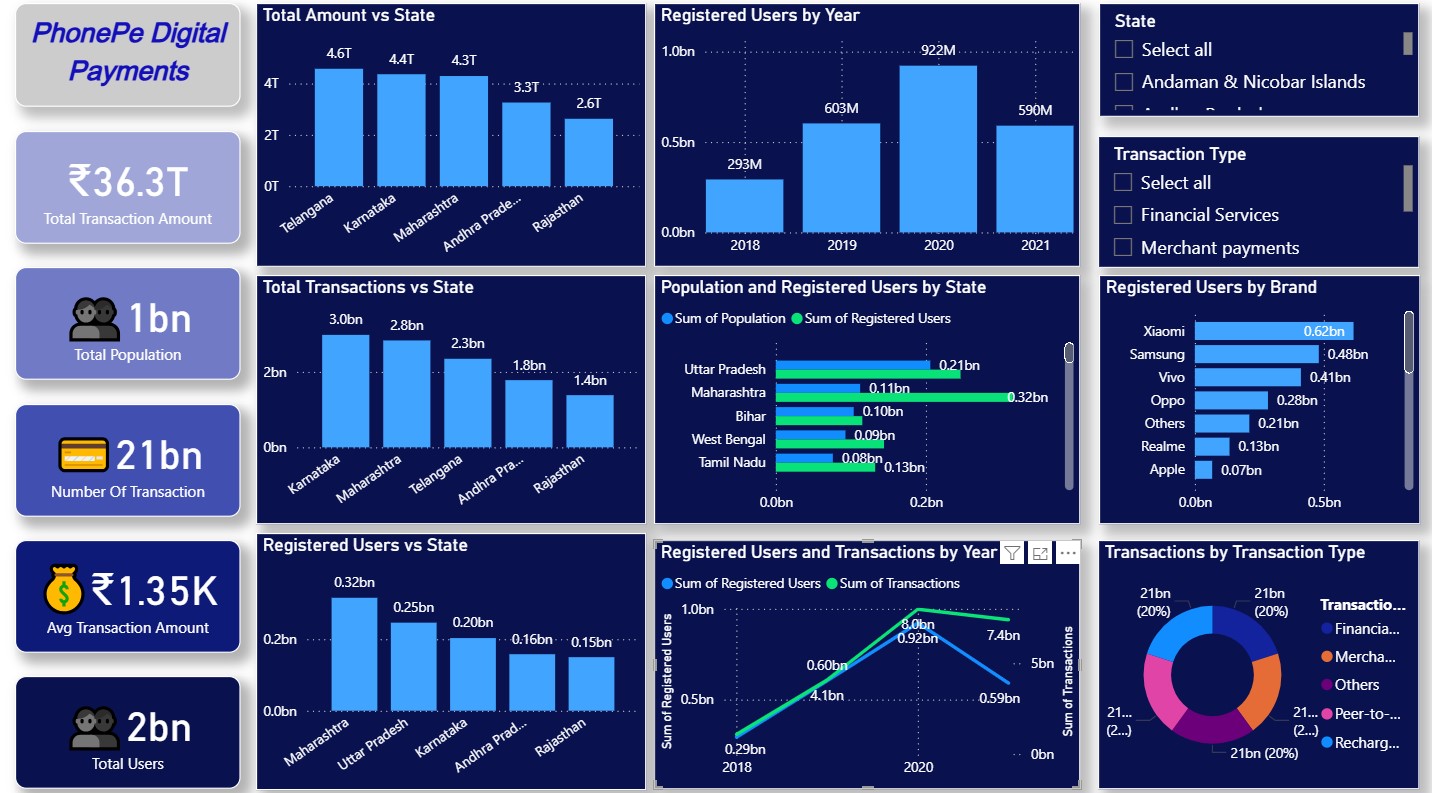 PhonePe Digital
Payments
₹36.3T
Total Transaction Amount
1bn
Total Population
21bn
Number Of Transaction
₹1.35K
Avg Transaction Amount
2bn
Total Users
Total Amount vs State
4.6T
4.4T
4.3T
3.3T
2.6T
4T
2T
0T
Telangana
Karnataka
Maharashtra
Andhra Prade...
Rajasthan
Total Transactions vs State
3.0bn
2.8bn
2.3bn
1.8bn
1.4bn
2bn
0bn
Karnataka
Maharashtra
Telangana
Andhra Pra...
Rajasthan
Registered Users vs State
0.32bn
0.25bn
0.20bn
0.16bn
0.15bn
0.2bn
0.0bn
Maharashtra
Uttar Pradesh
Karnataka
Andhra Prad...
Rajasthan
Registered Users by Year
1.0bn
922M
603M
590M
0.5bn
293M
0.0bn
2018
2019
2020
2021
Population and Registered Users by State
Sum of Population
Sum of Registered Users
Uttar Pradesh
0.21bn
Maharashtra
0.11bn
0.32bn
Bihar
0.10bn
West Bengal
0.09bn
Tamil Nadu
0.08bn
0.13bn
0.0bn
0.2bn
Registered Users and Transactions by Year
Sum of Registered Users
Sum of Transactions
1.0bn
8.0bn
0.92bn
7.4bn
0.60bn
4.1bn
5bn
0.5bn
0.59bn
0.29bn
0bn
2018
2020
Sum of Registered Users
Sum of Transactions
State
Select all
Andaman & Nicobar Islands
Transaction Type
Select all
Financial Services
Merchant payments
Registered Users by Brand
Xiaomi
0.62bn
Samsung
0.48bn
Vivo
0.41bn
Oppo
0.28bn
Others
0.21bn
Realme
0.13bn
Apple
0.07bn
0.0bn
0.5bn
Transactions by Transaction Type
21bn
(20%)
21bn
(20%)
21...
(2...)
21...
(2...)
21bn (20%)
Transactio...
Financia...
Mercha...
Others
Peer-to-...
Recharg...